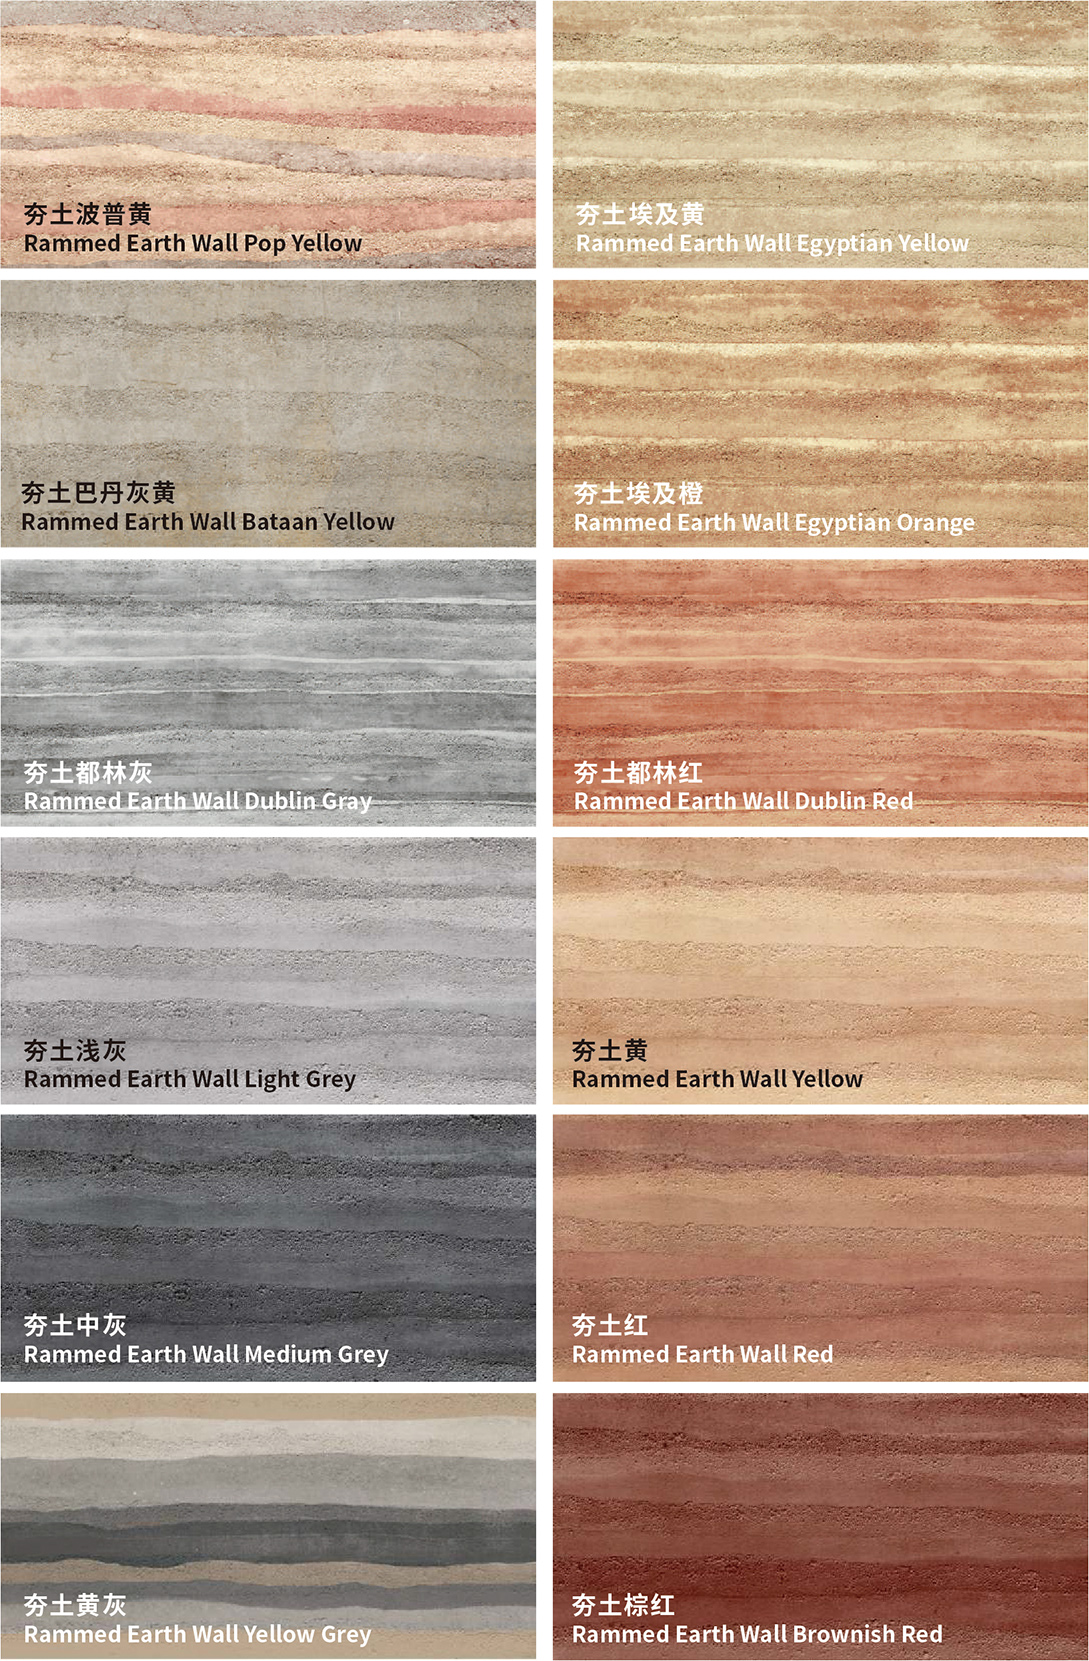 夯土波普黄
Rammed Earth Wall Pop Yellow
夯土埃及黄
Rammed Earth Wall Egyptian Yellow
夯土巴丹灰黄
Rammed Earth Wall Bataan Yellow
夯土埃及橙
Rammed Earth Wall Egyptian Orange
夯土都林灰
Rammed Earth Wall Dublin Gray
夯土都林红
Rammed Earth Wall Dublin Red
夯土浅灰
Rammed Earth Wall Light Grey
夯土黄
Rammed Earth Wall Yellow
夯土中灰
Rammed Earth Wall Medium Grey
夯土红
Rammed Earth Wall Red
夯土黄灰
Rammed Earth Wall Yellow Grey
夯土棕红
Rammed Earth Wall Brownish Red